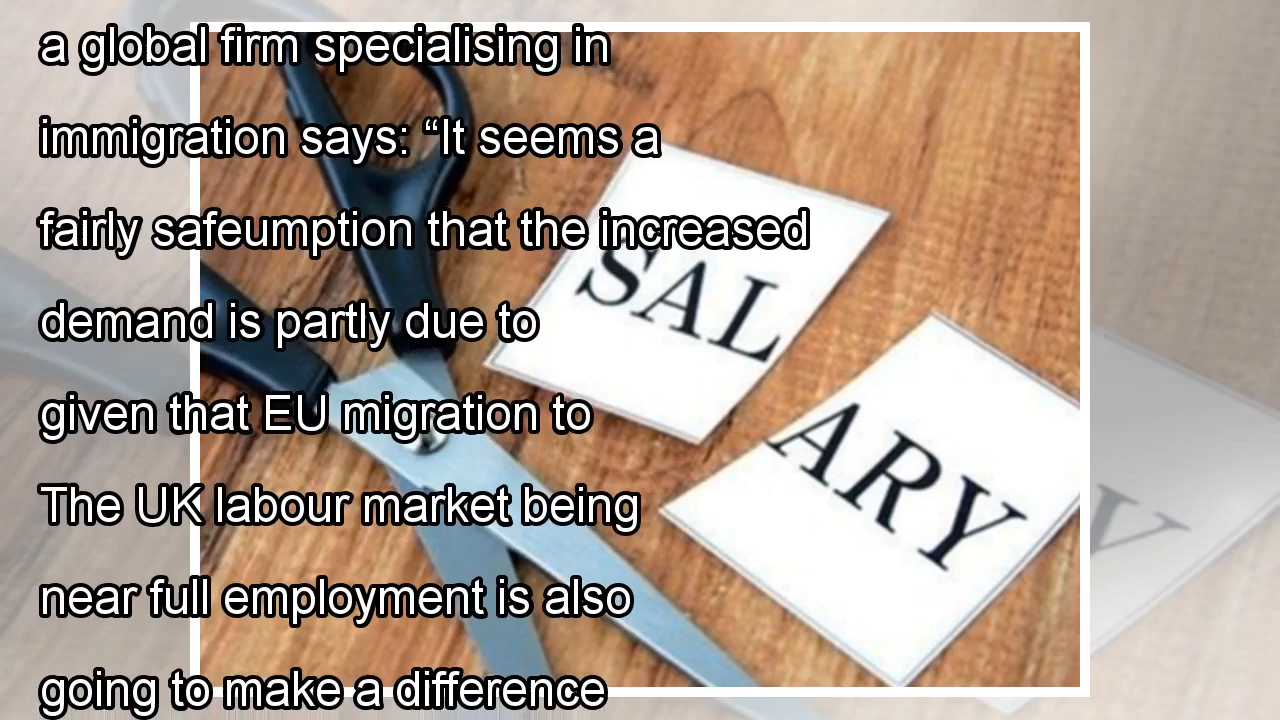 a global firm specialising in
immigration says: “It seems a
fairly safeumption that the increased
demand is partly due to
given that EU migration to
The UK labour market being
near full employment is also
going to make a difference
SAL
ARY